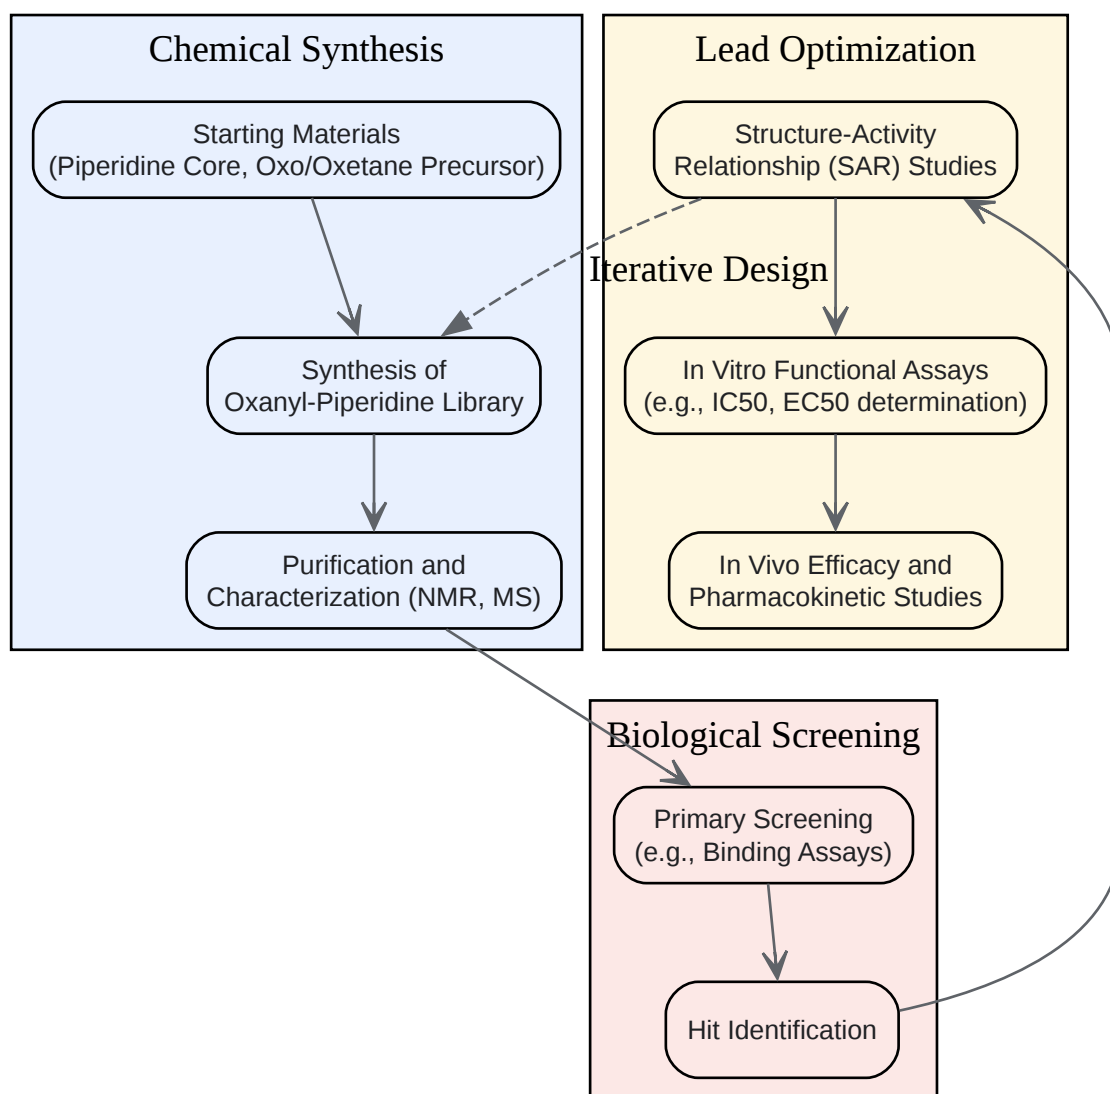 Chemical Synthesis
Starting Materials
(Piperidine Core, Oxo/Oxetane Precursor)
Synthesis of
Oxanyl-Piperidine Library
Purification and
Characterization (NMR, MS)
Lead Optimization
Structure-Activity
Relationship (SAR) Studies
Iterative Design
In Vitro Functional Assays
(e.g., IC50, EC50 determination)
In Vivo Efficacy and
Pharmacokinetic Studies
Biological Screening
Primary Screening
(e.g., Binding Assays)
Hit Identification